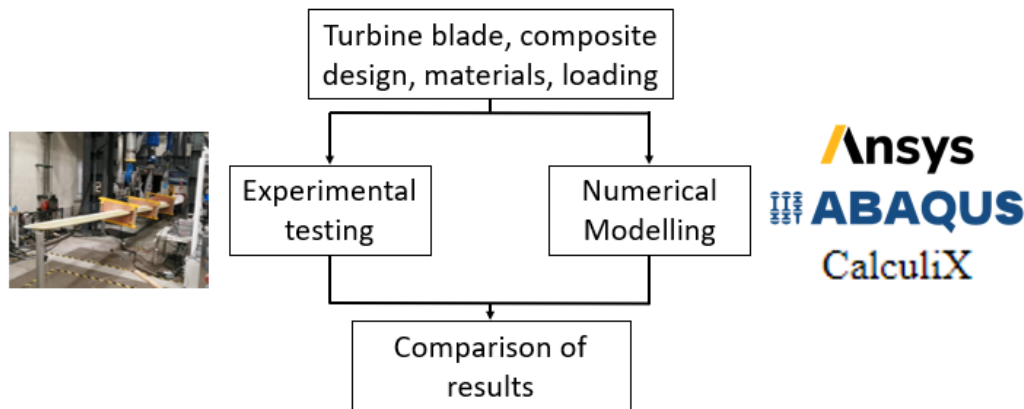 Turbine blade, composite
design, materials, loading
Experimental
testing
Numerical
Modelling
Ansys
ABAQUS
CalculiX
Comparison of
results